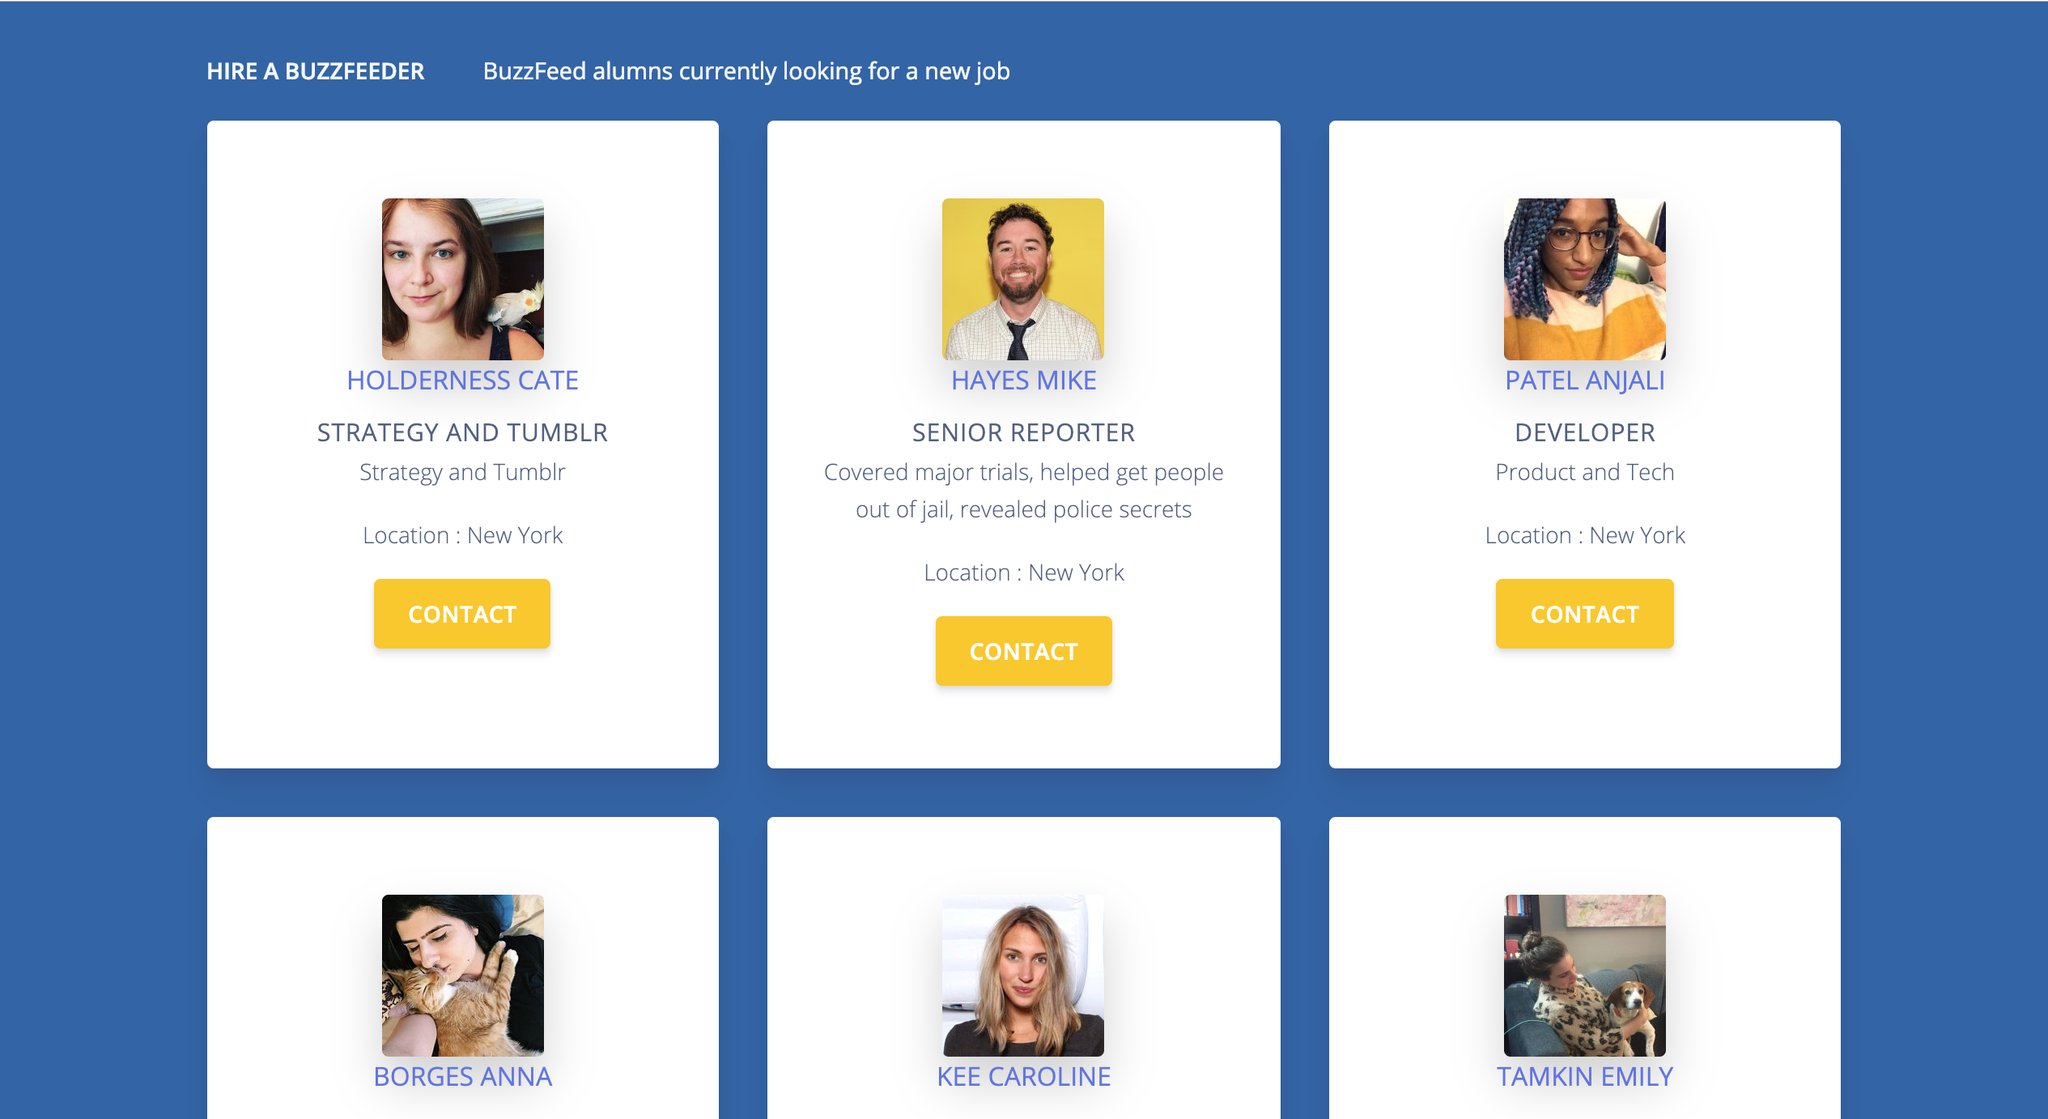 HIRE A BUZZFEEDER BuzzFeed alumns currently looking for a new job
HOLDERNESS CATE
STRATEGY AND TUMBLR
Strategy and Tumblr
Location : New York
CONTACT
HAYES MIKE
SENIOR REPORTER
Covered major trials, helped get people
out of jail, revealed police secrets
Location : New York
CONTACT
PATEL ANJALI
DEVELOPER
Product and Tech
Location : New York
CONTACT
BORGES ANNA
KEE CAROLINE
TAMKIN EMILY